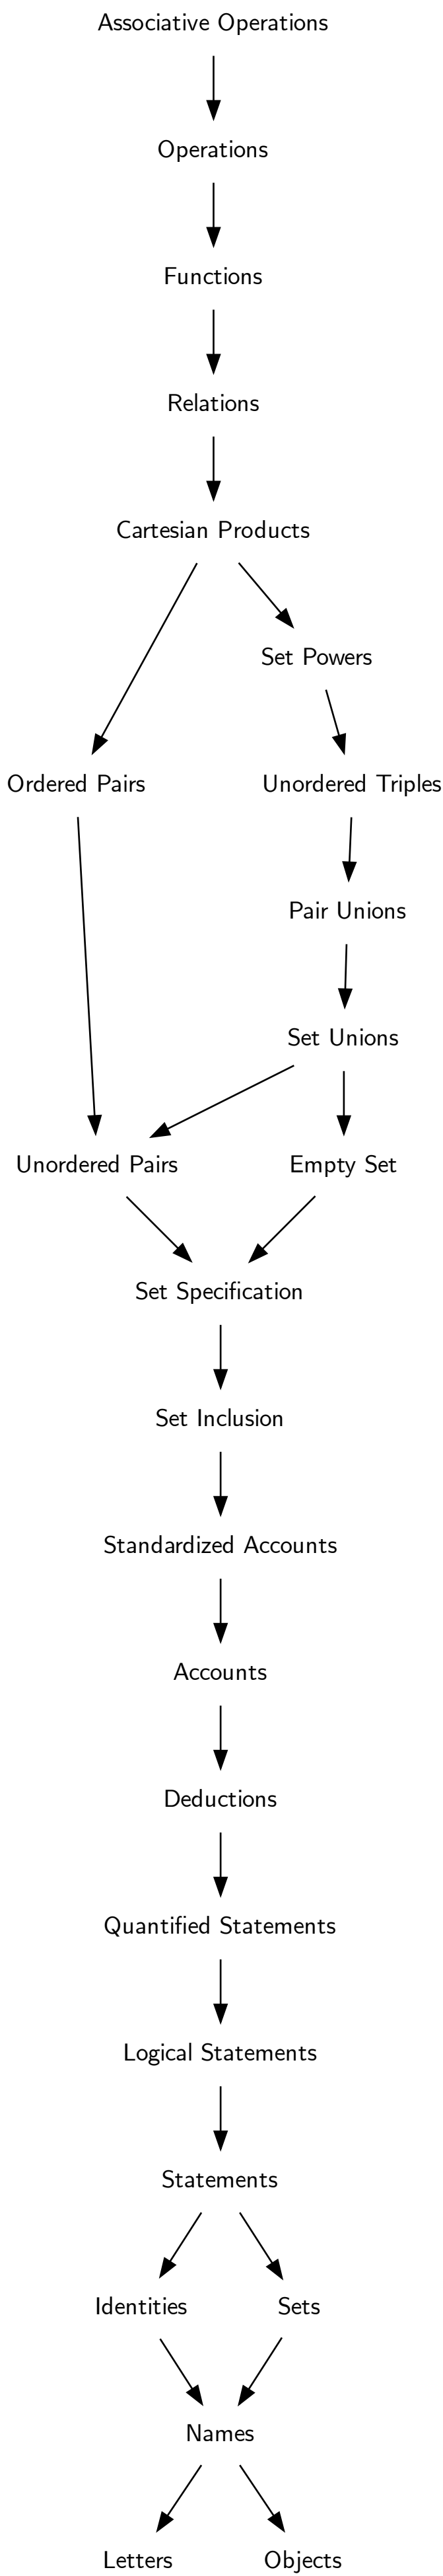 Associative Operations
Operations
Functions
Relations
Cartesian Products
Set Powers
Ordered Pairs
Unordered Triples
Pair Unions
Set Unions
Unordered Pairs
Empty Set
Set Specification
Set Inclusion
Standardized Accounts
Accounts
Deductions
Quantified Statements
Logical Statements
Statements
Identities
Sets
Names
Letters
Objects